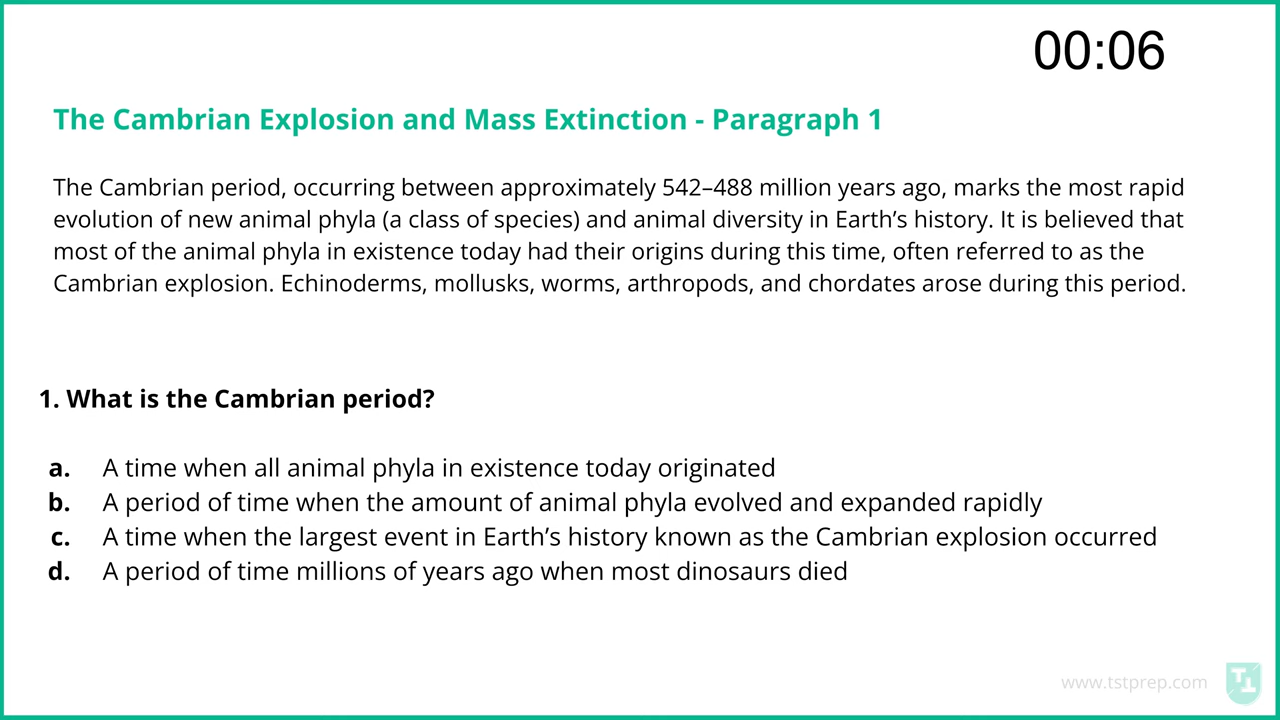 00:06
The Cambrian Explosion and Mass Extinction - Paragraph 1
The Cambrian period, occurring between approximately 542–488 million years ago, marks the most rapid
evolution of new animal phyla (a class of species) and animal diversity in Earth’s history. It is believed that
most of the animal phyla in existence today had their origins during this time, often referred to as the
Cambrian explosion. Echinoderms, mollusks, worms, arthropods, and chordates arose during this period.
1. What is the Cambrian period?
a. A time when all animal phyla in existence today originated
b. A period of time when the amount of animal phyla evolved and expanded rapidly
c. A time when the largest event in Earth’s history known as the Cambrian explosion occurred
d. A period of time millions of years ago when most dinosaurs died
www.tstprep.com